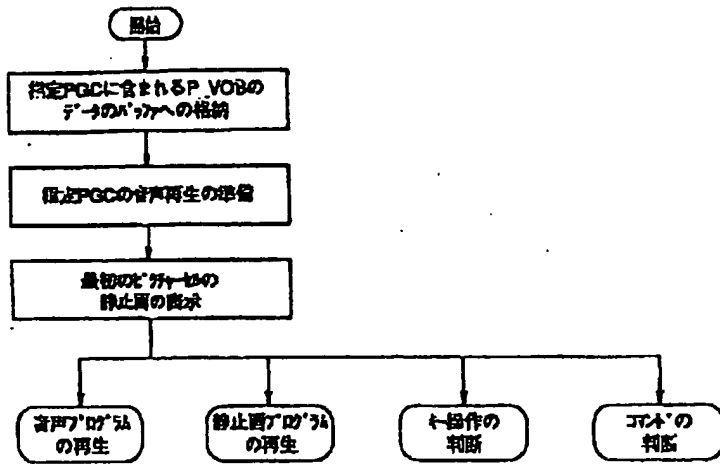 開始
指定PGCに含まれるP_VOBの
データのバッファへの格納
指定PGCの音声再生の準備
最初のピクチャーセルの
静止画の表示
音声プログラム
の再生
静止画プログラム
の再生
キー操作の
判断
コマンドの
判断